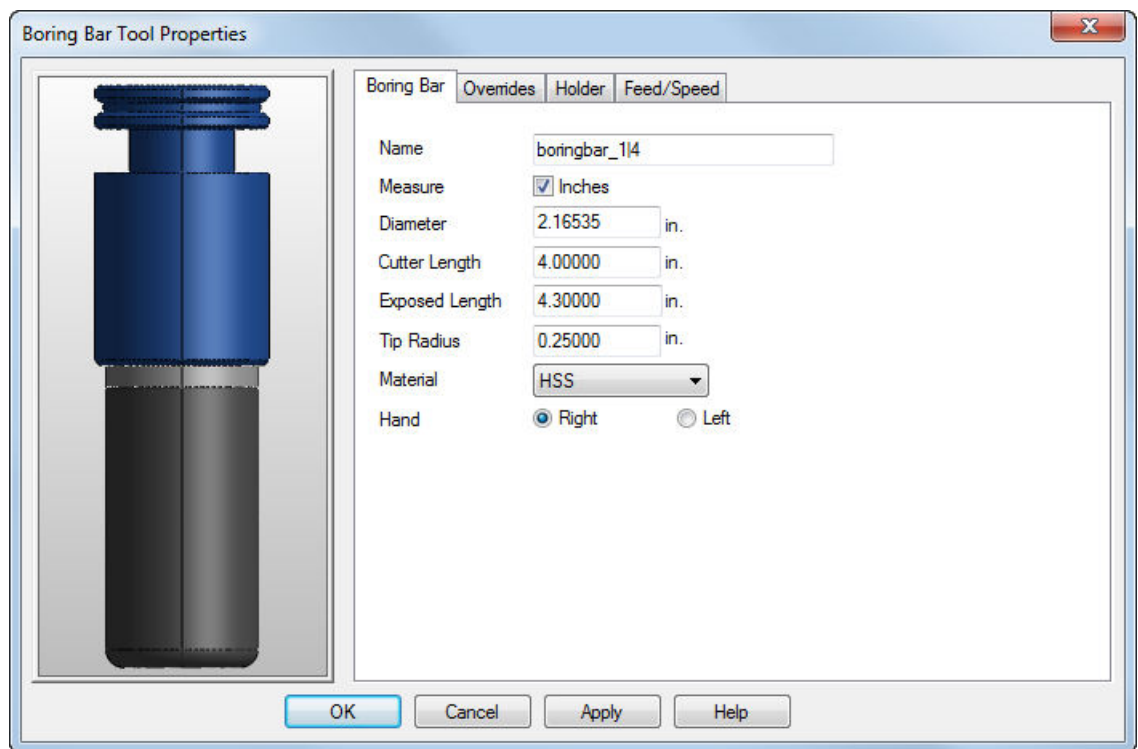 Boring Bar Tool Properties
Boring Bar Overrides Holder Feed/Speed
Name boringbar_1|4
Measure Inches
Diameter 2.16535 in.
Cutter Length 4.00000 in.
Exposed Length 4.30000 in.
Tip Radius 0.25000 in.
Material HSS
Hand Right Left
OK Cancel Apply Help